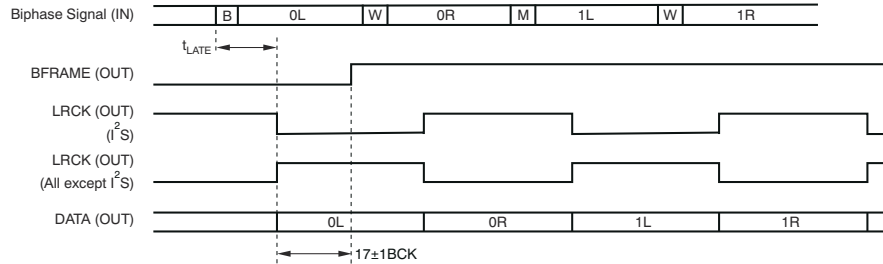 Biphase Signal (IN) B 0L W 0R M 1L W 1R
tLATE
BFRAME (OUT)
LRCK (OUT)
(I2S)
LRCK (OUT)
(All except I2S)
DATA (OUT) 0L 0R 1L 1R
17±1BCK